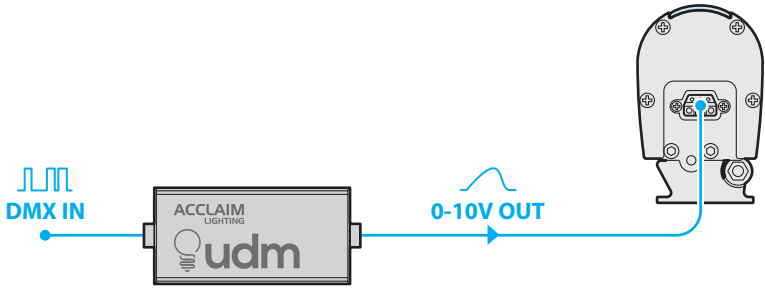 DMX IN
ACCLAIM
LIGHTING
udm
0-10V OUT